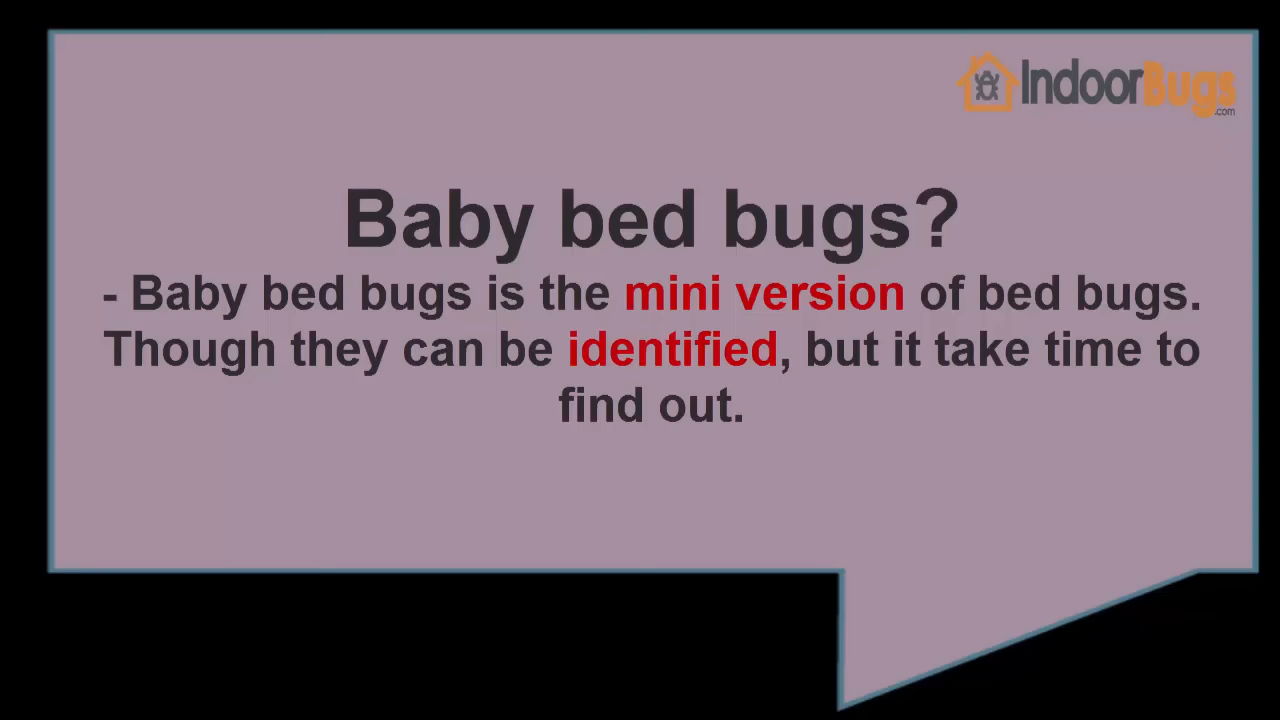 IndoorBugs
.com
Baby bed bugs?
- Baby bed bugs is the mini version of bed bugs.
Though they can be identified, but it take time to
find out.